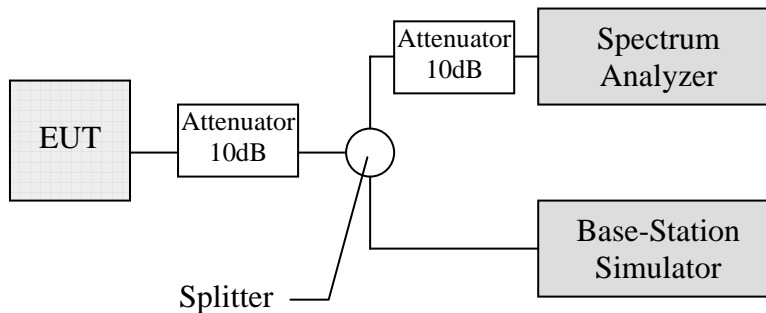 EUT
Attenuator
10dB
Attenuator
10dB
Spectrum
Analyzer
Base-Station
Simulator
Splitter